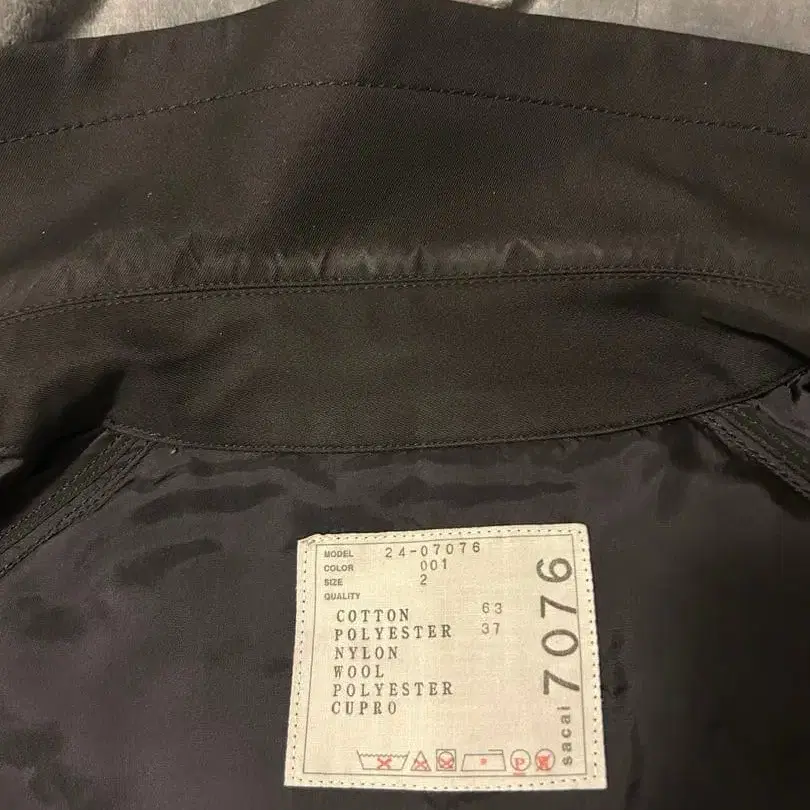 MODEL 24-07076
COLOR 001
SIZE 2
QUALITY
COTTON 63
POLYESTER 37
NYLON
WOOL
POLYESTER
CUPRO
P
sacai 7076